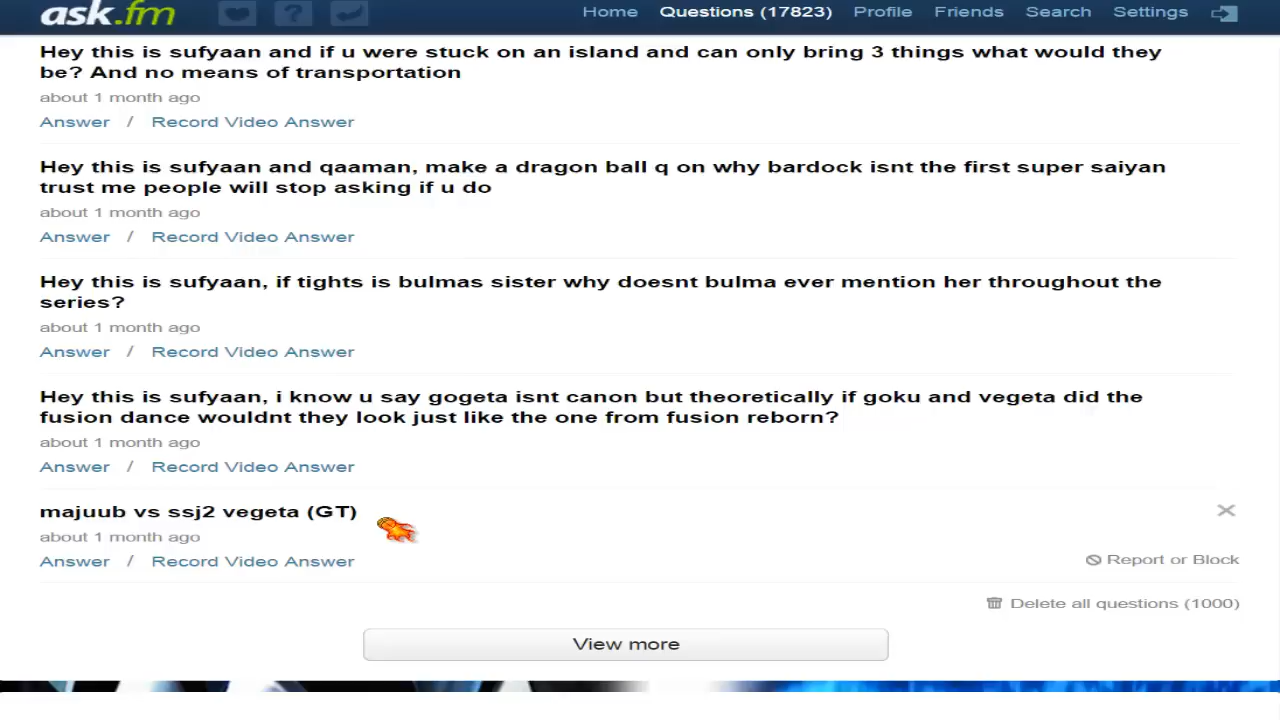 ask.fm Home Questions (17823) Profile Friends Search Settings
Hey this is sufyaan and if u were stuck on an island and can only bring 3 things what would they
be? And no means of transportation
about 1 month ago
Answer / Record Video Answer
Hey this is sufyaan and qaaman, make a dragon ball q on why bardock isnt the first super saiyan
trust me people will stop asking if u do
about 1 month ago
Answer / Record Video Answer
Hey this is sufyaan, if tights is bulmas sister why doesnt bulma ever mention her throughout the
series?
about 1 month ago
Answer / Record Video Answer
Hey this is sufyaan, i know u say gogeta isnt canon but theoretically if goku and vegeta did the
fusion dance wouldnt they look just like the one from fusion reborn?
about 1 month ago
Answer / Record Video Answer
majuub vs ssj2 vegeta (GT)
about 1 month ago
Answer / Record Video Answer
Report or Block
Delete all questions (1000)
View more